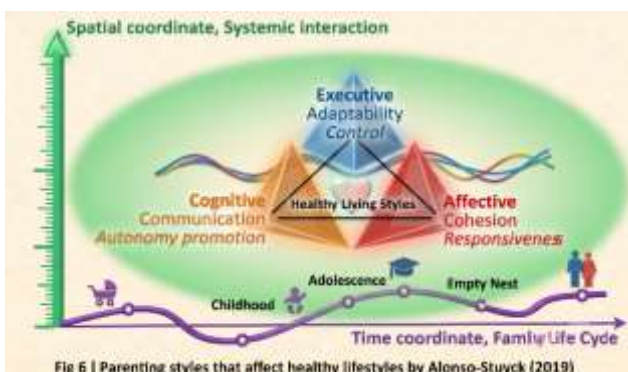 Spatial coordinate, Systemic interaction
Executive
Adaptability
Control
Cognitive
Communication
Autonomy promotion
Healthy Living Styles
Affective
Cohesion
Responsiveness
Childhood
Adolescence
Empty Nest
Time coordinate, Family Life Cycle
Fig 6 | Parenting styles that affect healthy lifestyles by Alonso-Stuyck (2019)